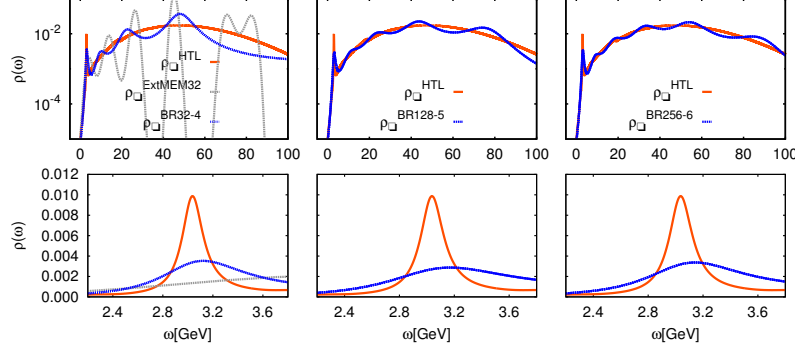 10^-2
10^-4
ρ(ω)
ρ□^HTL
ρ□^ExtMEM32
ρ□^BR32-4
0 20 40 60 80 100
ρ□^HTL
ρ□^BR128-5
0 20 40 60 80 100
ρ□^HTL
ρ□^BR256-6
0 20 40 60 80 100
0.012
0.010
0.008
0.006
0.004
0.002
0.000
ρ(ω)
2.4 2.8 3.2 3.6
ω[GeV]
2.4 2.8 3.2 3.6
ω[GeV]
2.4 2.8 3.2 3.6
ω[GeV]